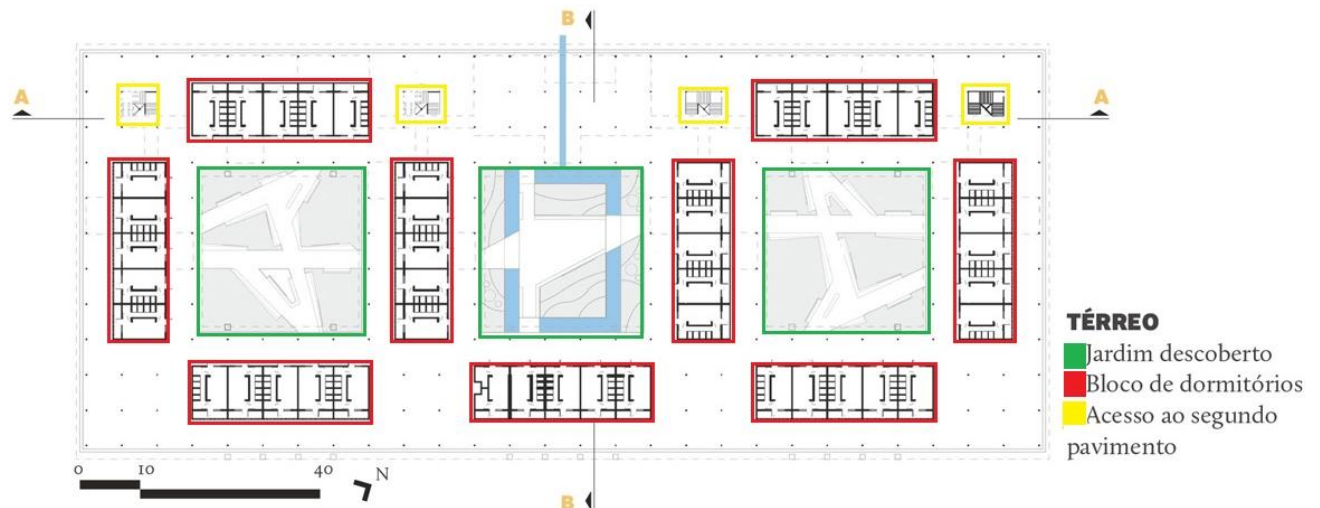 B
A
A
TÉRREO
Jardim descoberto
Bloco de dormitórios
Acesso ao segundo
pavimento
0 10 40 N
B